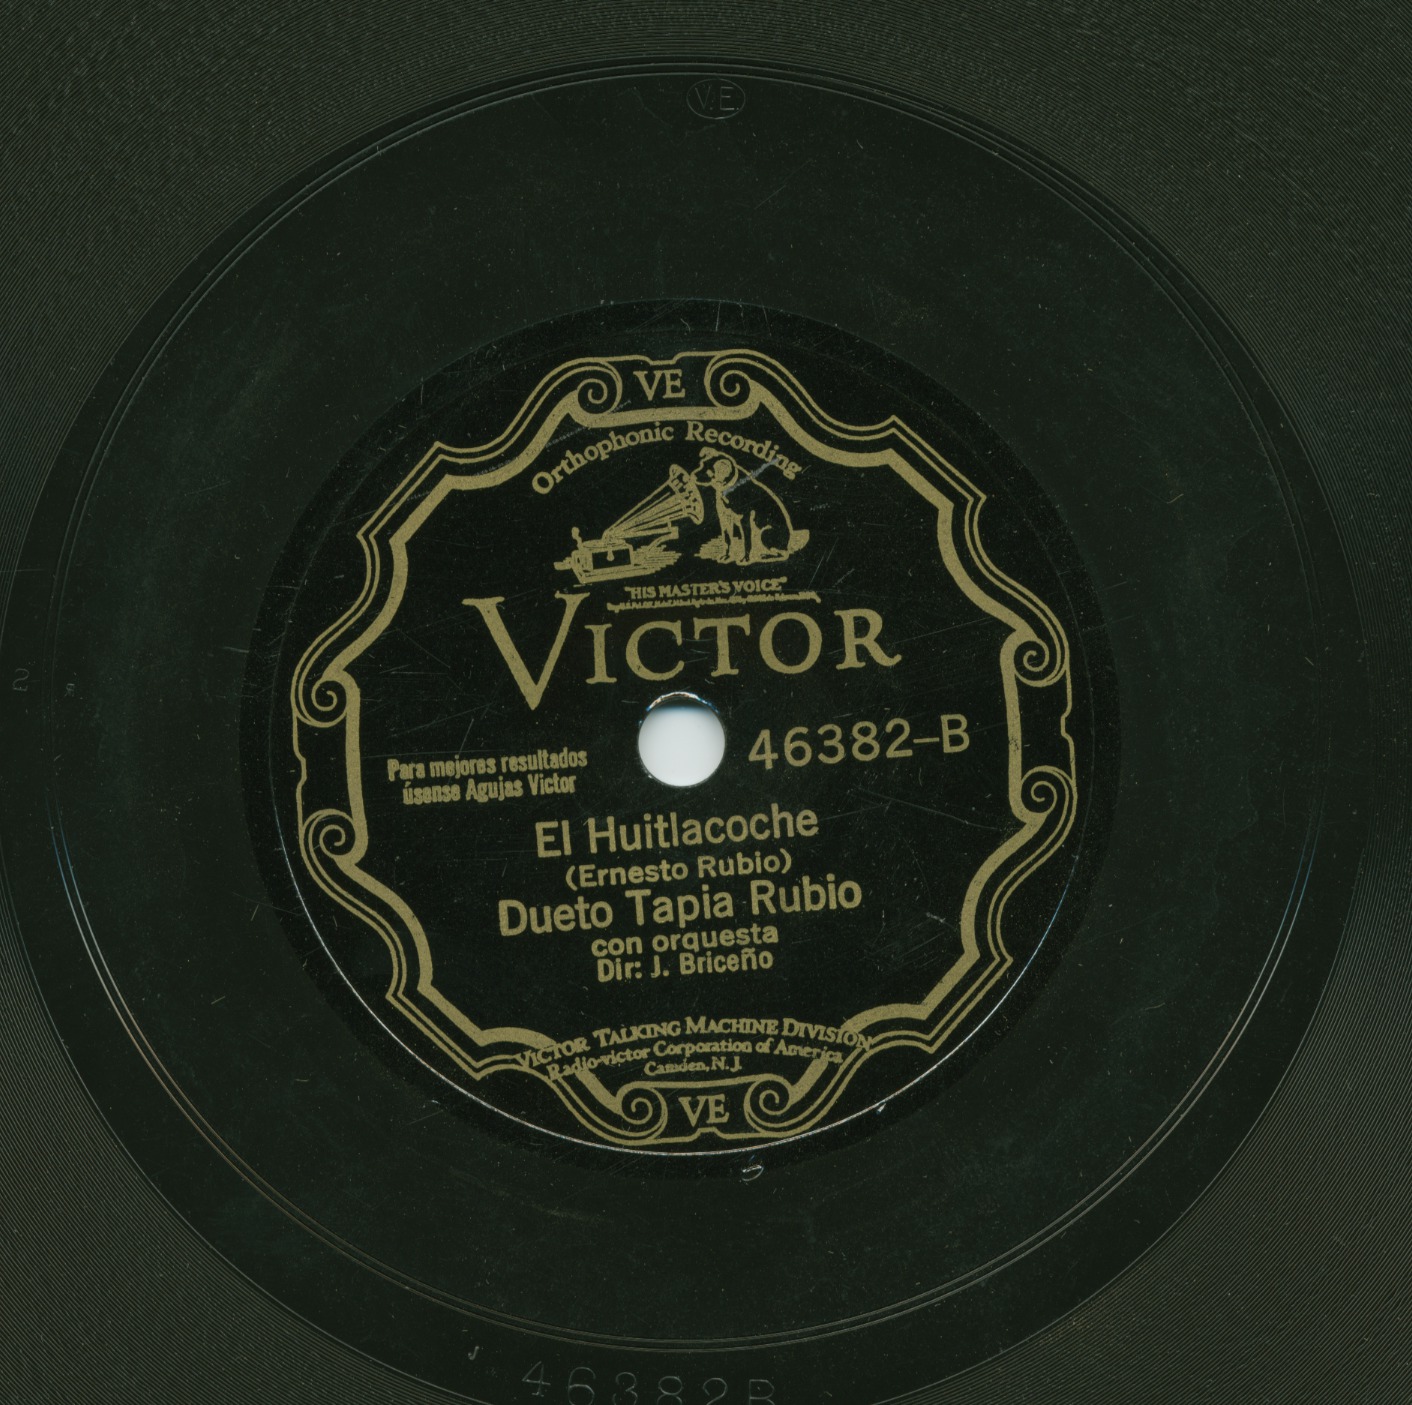 V.E.
VE
Orthophonic Recording
"HIS MASTER'S VOICE"
VICTOR
46382-B
Para mejores resultados
úsense Agujas Victor
El Huitlacoche
(Ernesto Rubio)
Dueto Tapia Rubio
con orquesta
Dir: J. Briceño
VICTOR TALKING MACHINE DIVISION
Radio-Victor Corporation of America
Camden, N. J.
VE
46382B